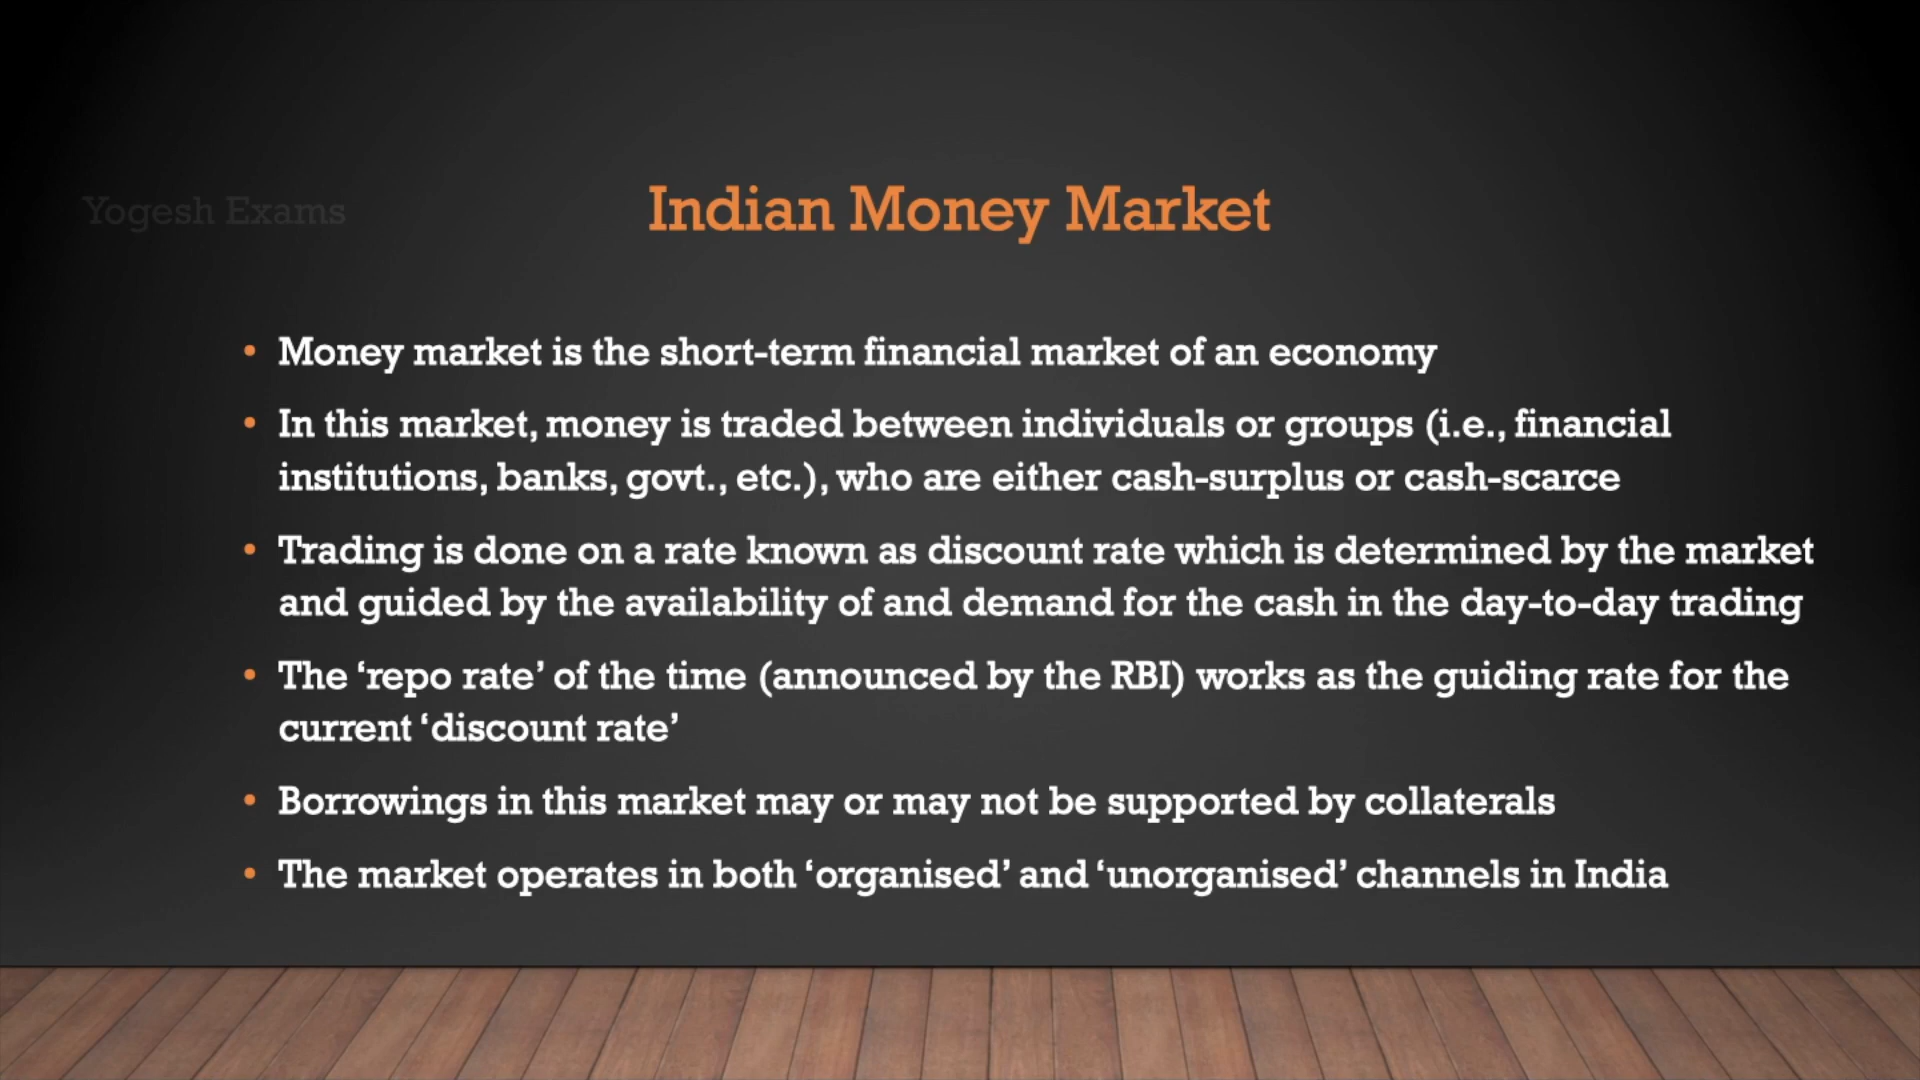 Yogesh Exams
Indian Money Market
• Money market is the short-term financial market of an economy
• In this market, money is traded between individuals or groups (i.e., financial
institutions, banks, govt., etc.), who are either cash-surplus or cash-scarce
• Trading is done on a rate known as discount rate which is determined by the market
and guided by the availability of and demand for the cash in the day-to-day trading
• The ‘repo rate’ of the time (announced by the RBI) works as the guiding rate for the
current ‘discount rate’
• Borrowings in this market may or may not be supported by collaterals
• The market operates in both ‘organised’ and ‘unorganised’ channels in India